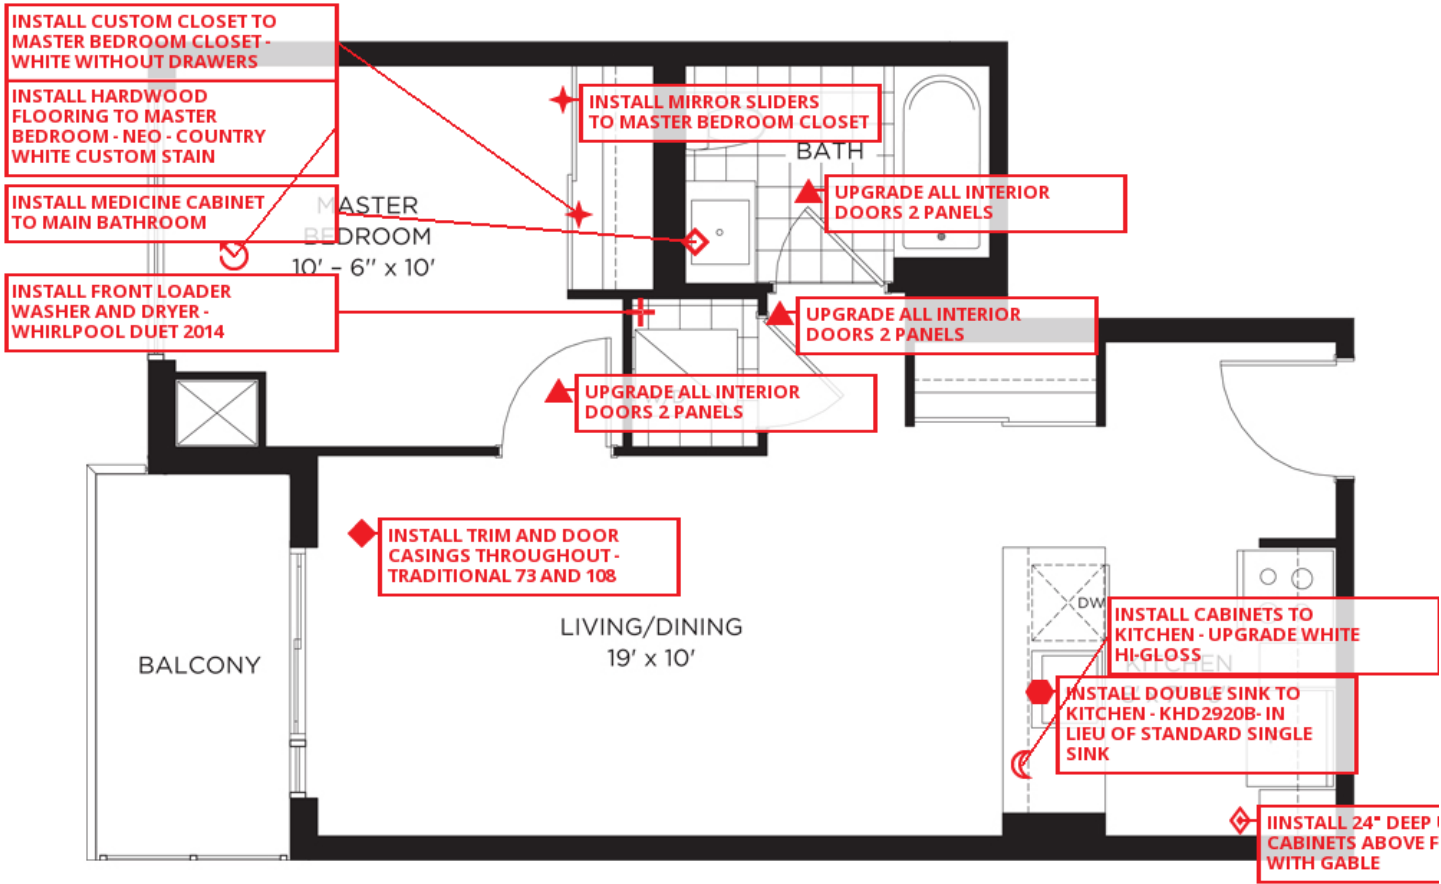 INSTALL CUSTOM CLOSET TO
MASTER BEDROOM CLOSET -
WHITE WITHOUT DRAWERS
INSTALL HARDWOOD
FLOORING TO MASTER
BEDROOM - NEO - COUNTRY
WHITE CUSTOM STAIN
INSTALL MIRROR SLIDERS
TO MASTER BEDROOM CLOSET
BATH
INSTALL MEDICINE CABINET
TO MAIN BATHROOM
MASTER
BEDROOM
10' - 6" x 10'
UPGRADE ALL INTERIOR
DOORS 2 PANELS
INSTALL FRONT LOADER
WASHER AND DRYER -
WHIRLPOOL DUET 2014
UPGRADE ALL INTERIOR
DOORS 2 PANELS
UPGRADE ALL INTERIOR
DOORS 2 PANELS
INSTALL TRIM AND DOOR
CASINGS THROUGHOUT -
TRADITIONAL 73 AND 108
LIVING/DINING
19' x 10'
BALCONY
DW
INSTALL CABINETS TO
KITCHEN - UPGRADE WHITE
HI-GLOSS
KITCHEN
INSTALL DOUBLE SINK TO
KITCHEN - KHD2920B- IN
LIEU OF STANDARD SINGLE
SINK
IINSTALL 24" DEEP
CABINETS ABOVE
WITH GABLE